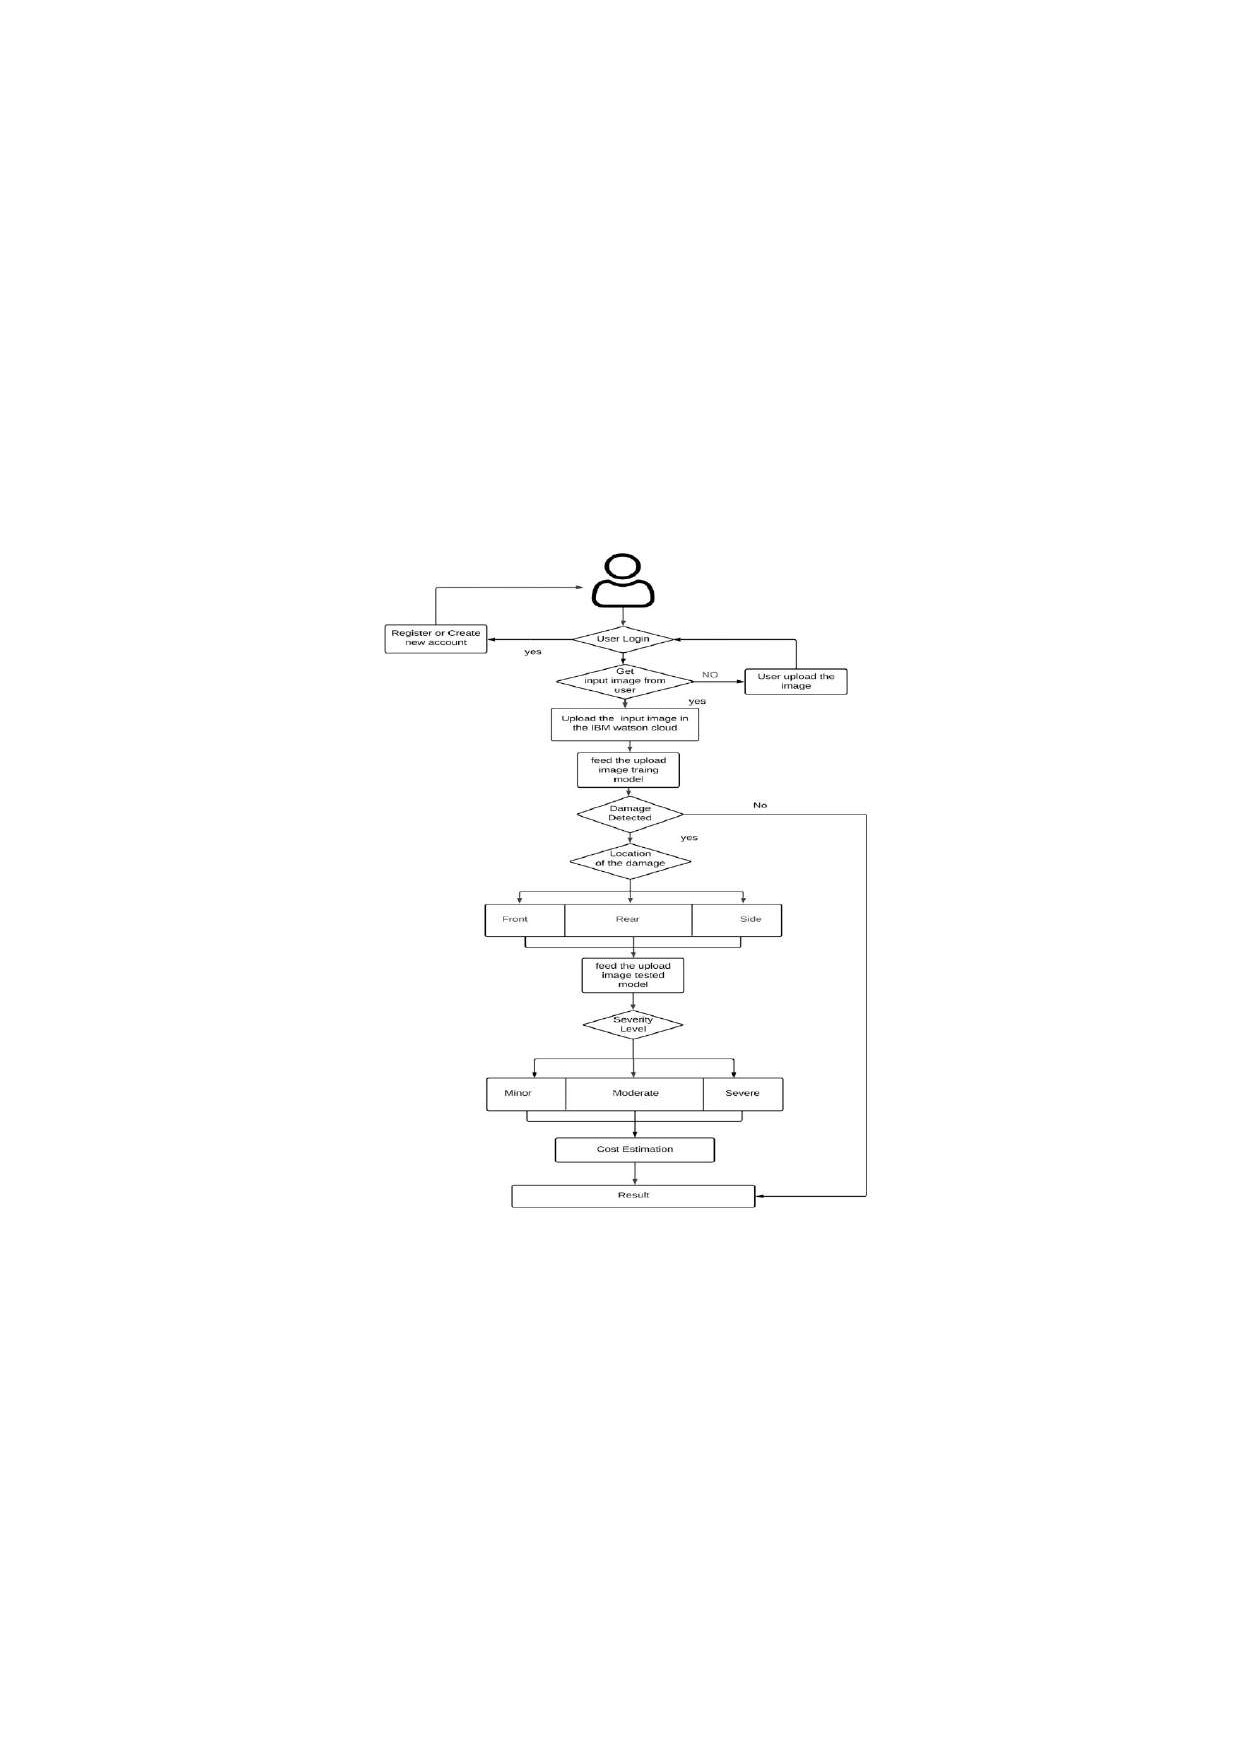 Register or Create
new account
User Login
yes
Get
input image from
user
NO
User upload the
image
yes
Upload the input image in
the IBM watson cloud
feed the upload
image traing
model
Damage
Detected
No
yes
Location
of the damage
Front
Rear
Side
feed the upload
image tested
model
Severity
Level
Minor
Moderate
Severe
Cost Estimation
Result